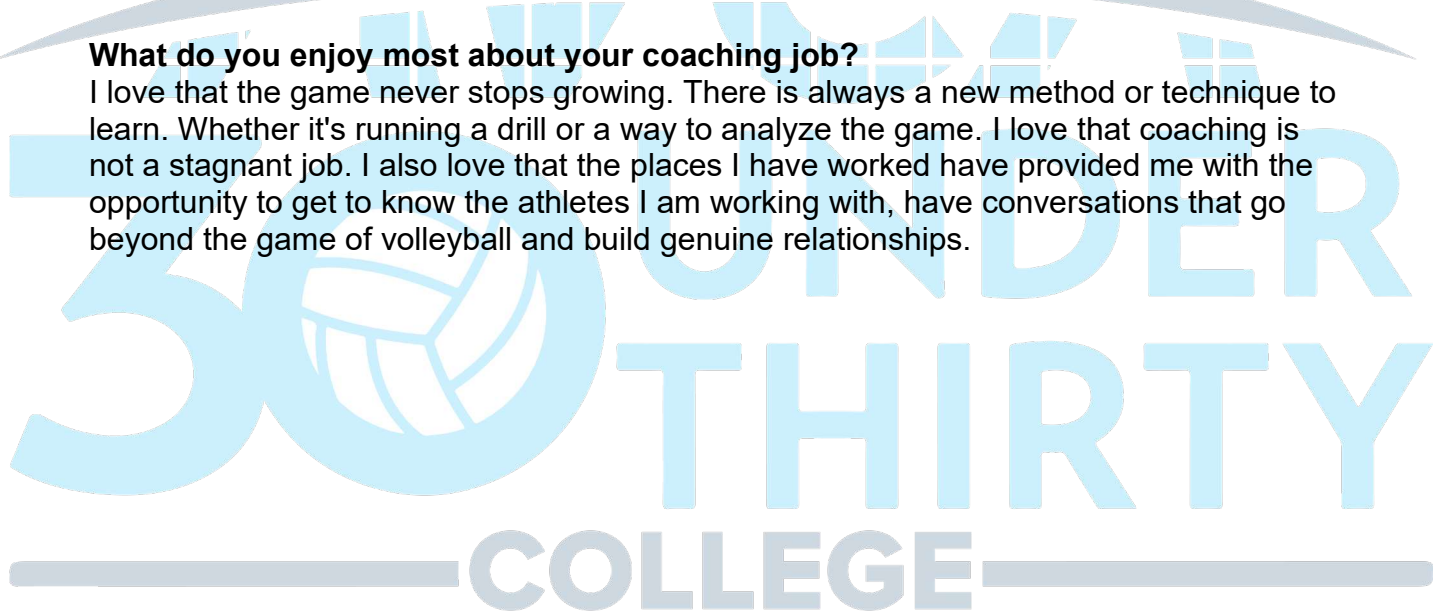 What do you enjoy most about your coaching job?
I love that the game never stops growing. There is always a new method or technique to
learn. Whether it's running a drill or a way to analyze the game. I love that coaching is
not a stagnant job. I also love that the places I have worked have provided me with the
opportunity to get to know the athletes I am working with, have conversations that go
beyond the game of volleyball and build genuine relationships.
30 UNDER
THIRTY
COLLEGE